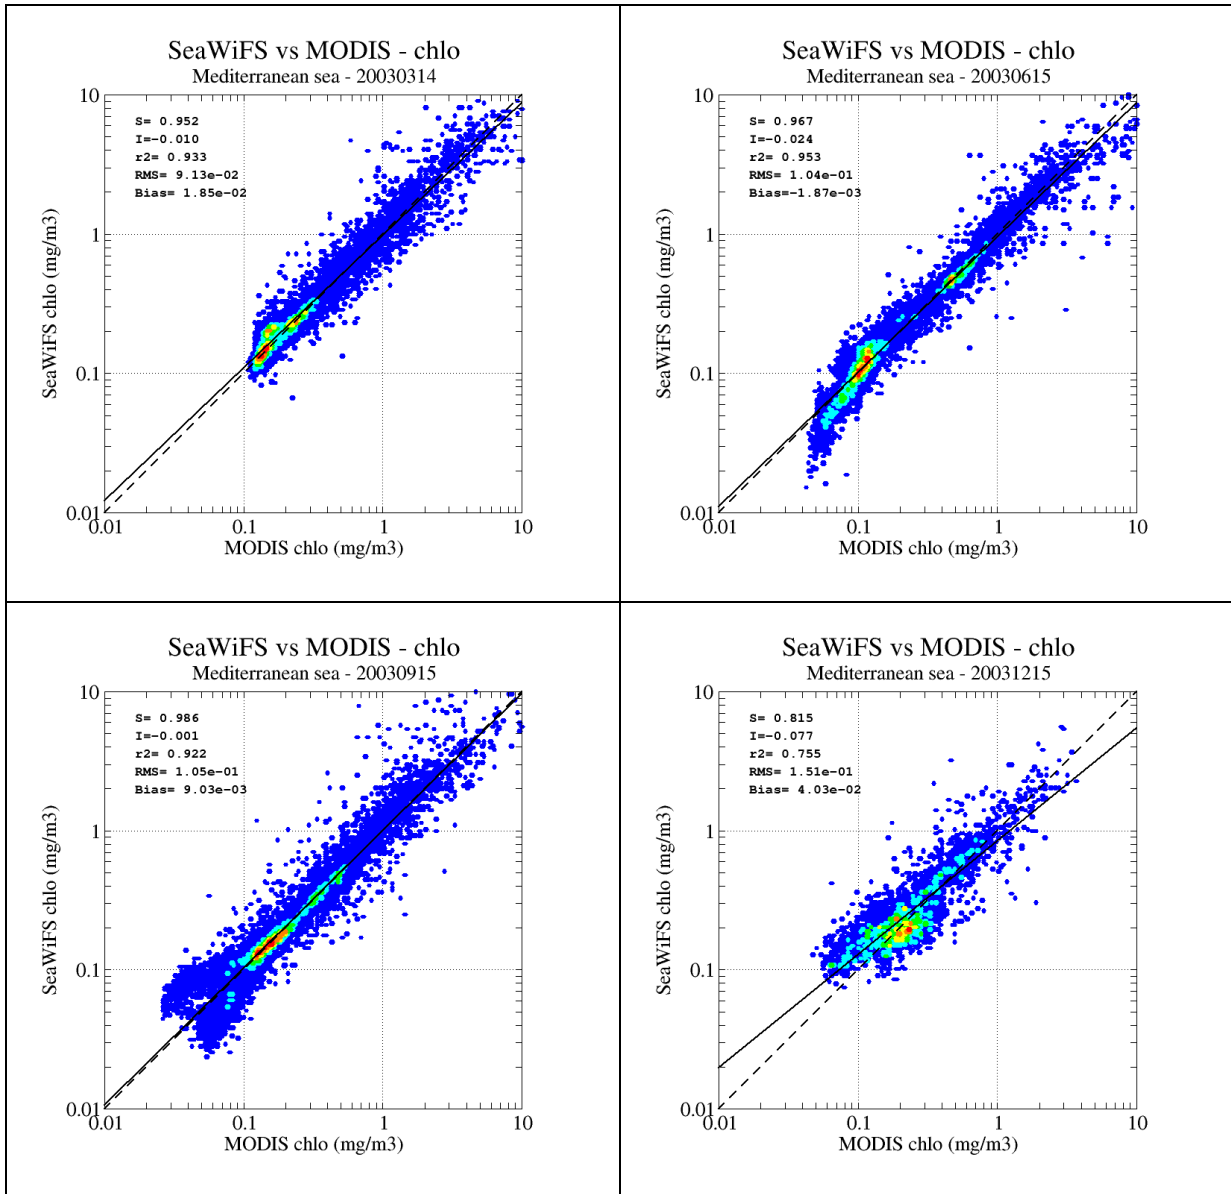 SeaWiFS vs MODIS - chlo
Mediterranean sea - 20030314
10
S= 0.952
I=-0.010
r2= 0.933
RMS= 9.13e-02
Bias= 1.85e-02
1
0.1
0.01
SeaWiFS chlo (mg/m3)
0.01 0.1 1 10
MODIS chlo (mg/m3)
SeaWiFS vs MODIS - chlo
Mediterranean sea - 20030615
10
S= 0.967
I=-0.024
r2= 0.953
RMS= 1.04e-01
Bias=-1.87e-03
1
0.1
0.01
SeaWiFS chlo (mg/m3)
0.01 0.1 1 10
MODIS chlo (mg/m3)
SeaWiFS vs MODIS - chlo
Mediterranean sea - 20030915
10
S= 0.986
I=-0.001
r2= 0.922
RMS= 1.05e-01
Bias= 9.03e-03
1
0.1
0.01
SeaWiFS chlo (mg/m3)
0.01 0.1 1 10
MODIS chlo (mg/m3)
SeaWiFS vs MODIS - chlo
Mediterranean sea - 20031215
10
S= 0.815
I=-0.077
r2= 0.755
RMS= 1.51e-01
Bias= 4.03e-02
1
0.1
0.01
SeaWiFS chlo (mg/m3)
0.01 0.1 1 10
MODIS chlo (mg/m3)